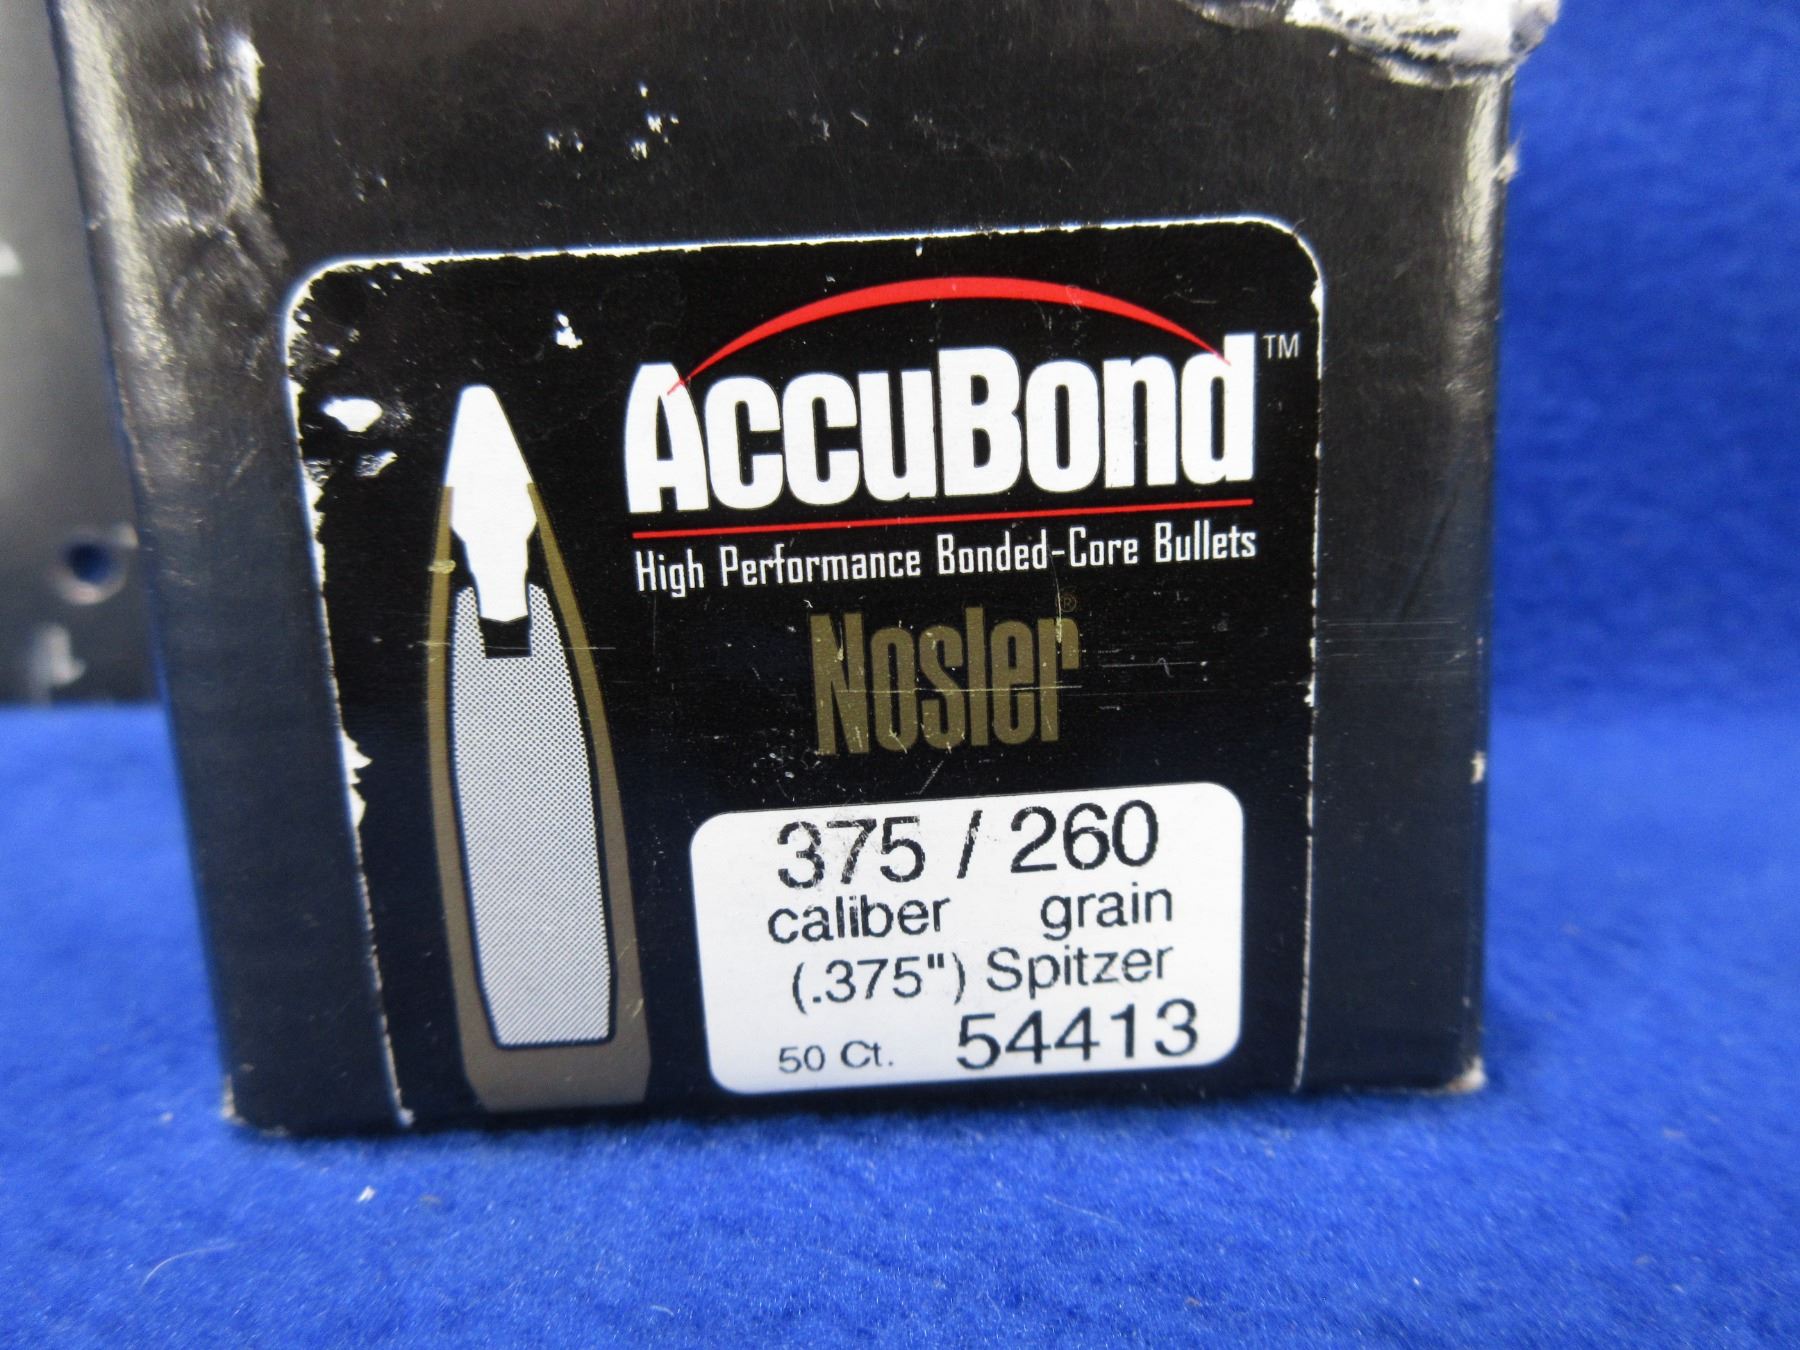 AccuBond™
High Performance Bonded-Core Bullets
Nosler®
375 / 260
caliber grain
(.375") Spitzer
50 Ct. 54413